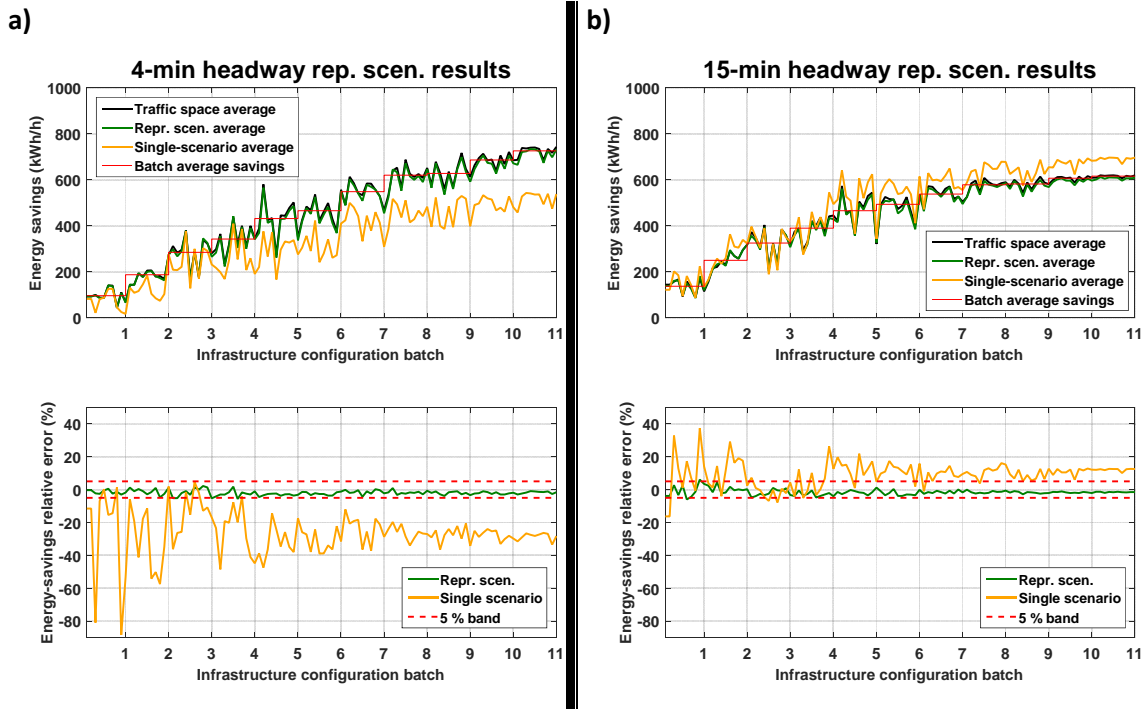 a)
4-min headway rep. scen. results
Energy savings (kWh/h)
1000
800
600
400
200
0
Traffic space average
Repr. scen. average
Single-scenario average
Batch average savings
1 2 3 4 5 6 7 8 9 10 11
Infrastructure configuration batch
Energy-savings relative error (%)
40
20
0
-20
-40
-60
-80
Repr. scen.
Single scenario
5 % band
1 2 3 4 5 6 7 8 9 10 11
Infrastructure configuration batch
b)
15-min headway rep. scen. results
Energy savings (kWh/h)
1000
800
600
400
200
0
Traffic space average
Repr. scen. average
Single-scenario average
Batch average savings
1 2 3 4 5 6 7 8 9 10 11
Infrastructure configuration batch
Energy-savings relative error (%)
40
20
0
-20
-40
-60
-80
Repr. scen.
Single scenario
5 % band
1 2 3 4 5 6 7 8 9 10 11
Infrastructure configuration batch